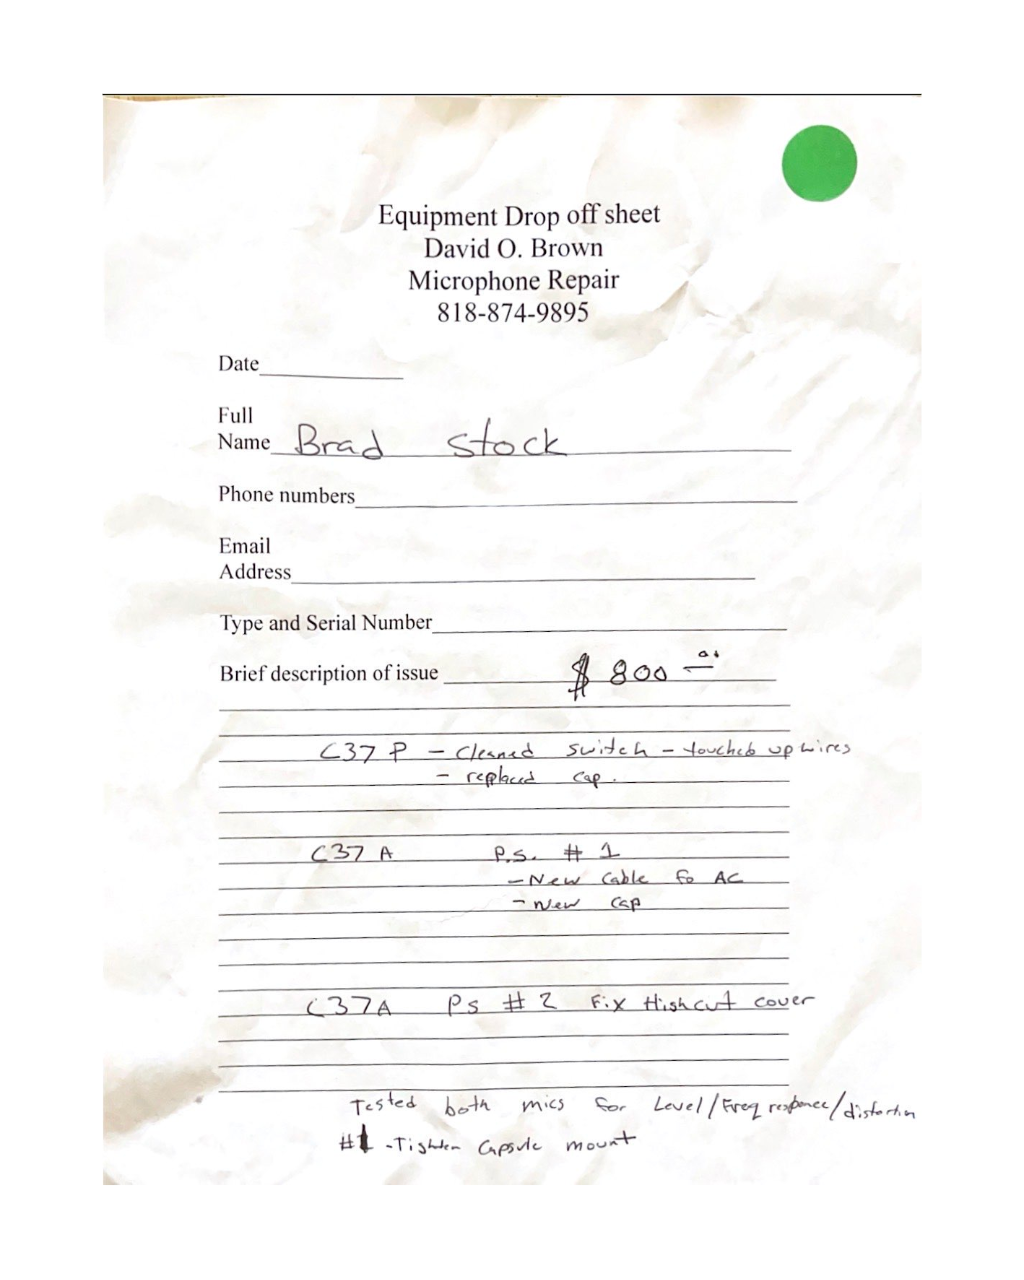 Equipment Drop off sheet
David O. Brown
Microphone Repair
818-874-9895
Date
Full
Name Brad Stock
Phone numbers
Email
Address
Type and Serial Number
Brief description of issue $ 800 00
C37 P - Cleaned switch - touched up wires
- replaced cap.
C37 A P.S. # 1
- New Cable fo AC
- New Cap
C37A Ps # 2 Fix Highcut cover
Tested both mics for Level/Freq response/distortion
#1 - Tighten Capsule mount